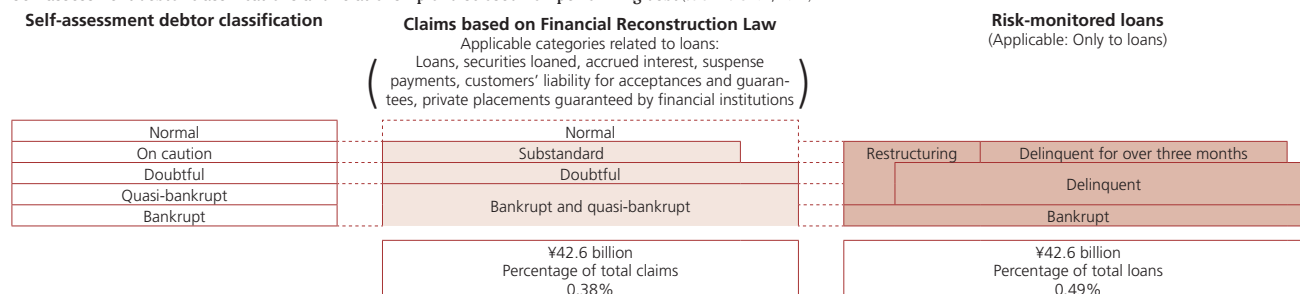 Self-assessment debtor classification
Claims based on Financial Reconstruction Law
Applicable categories related to loans:
Loans, securities loaned, accrued interest, suspense
payments, customers' liability for acceptances and guaran-
tees, private placements guaranteed by financial institutions
Risk-monitored loans
(Applicable: Only to loans)
Normal
On caution
Doubtful
Quasi-bankrupt
Bankrupt
Normal
Substandard
Doubtful
Bankrupt and quasi-bankrupt
Restructuring
Delinquent for over three months
Delinquent
Bankrupt
¥42.6 billion
Percentage of total claims
0.38%
¥42.6 billion
Percentage of total loans
0.49%